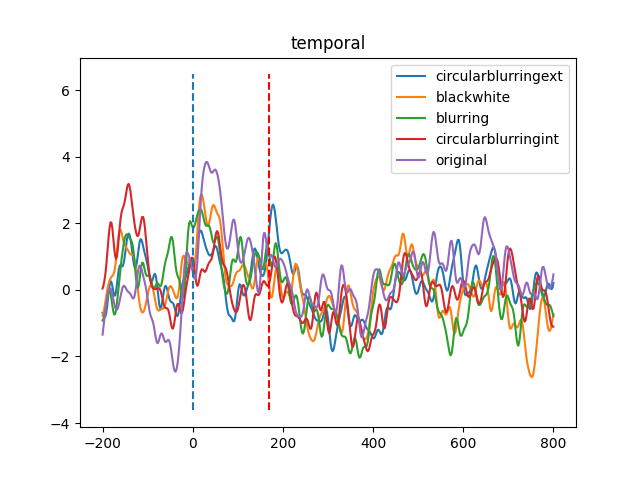 temporal
circularblurringext
blackwhite
blurring
circularblurringint
original
6
4
2
0
−2
−4
−200 0 200 400 600 800